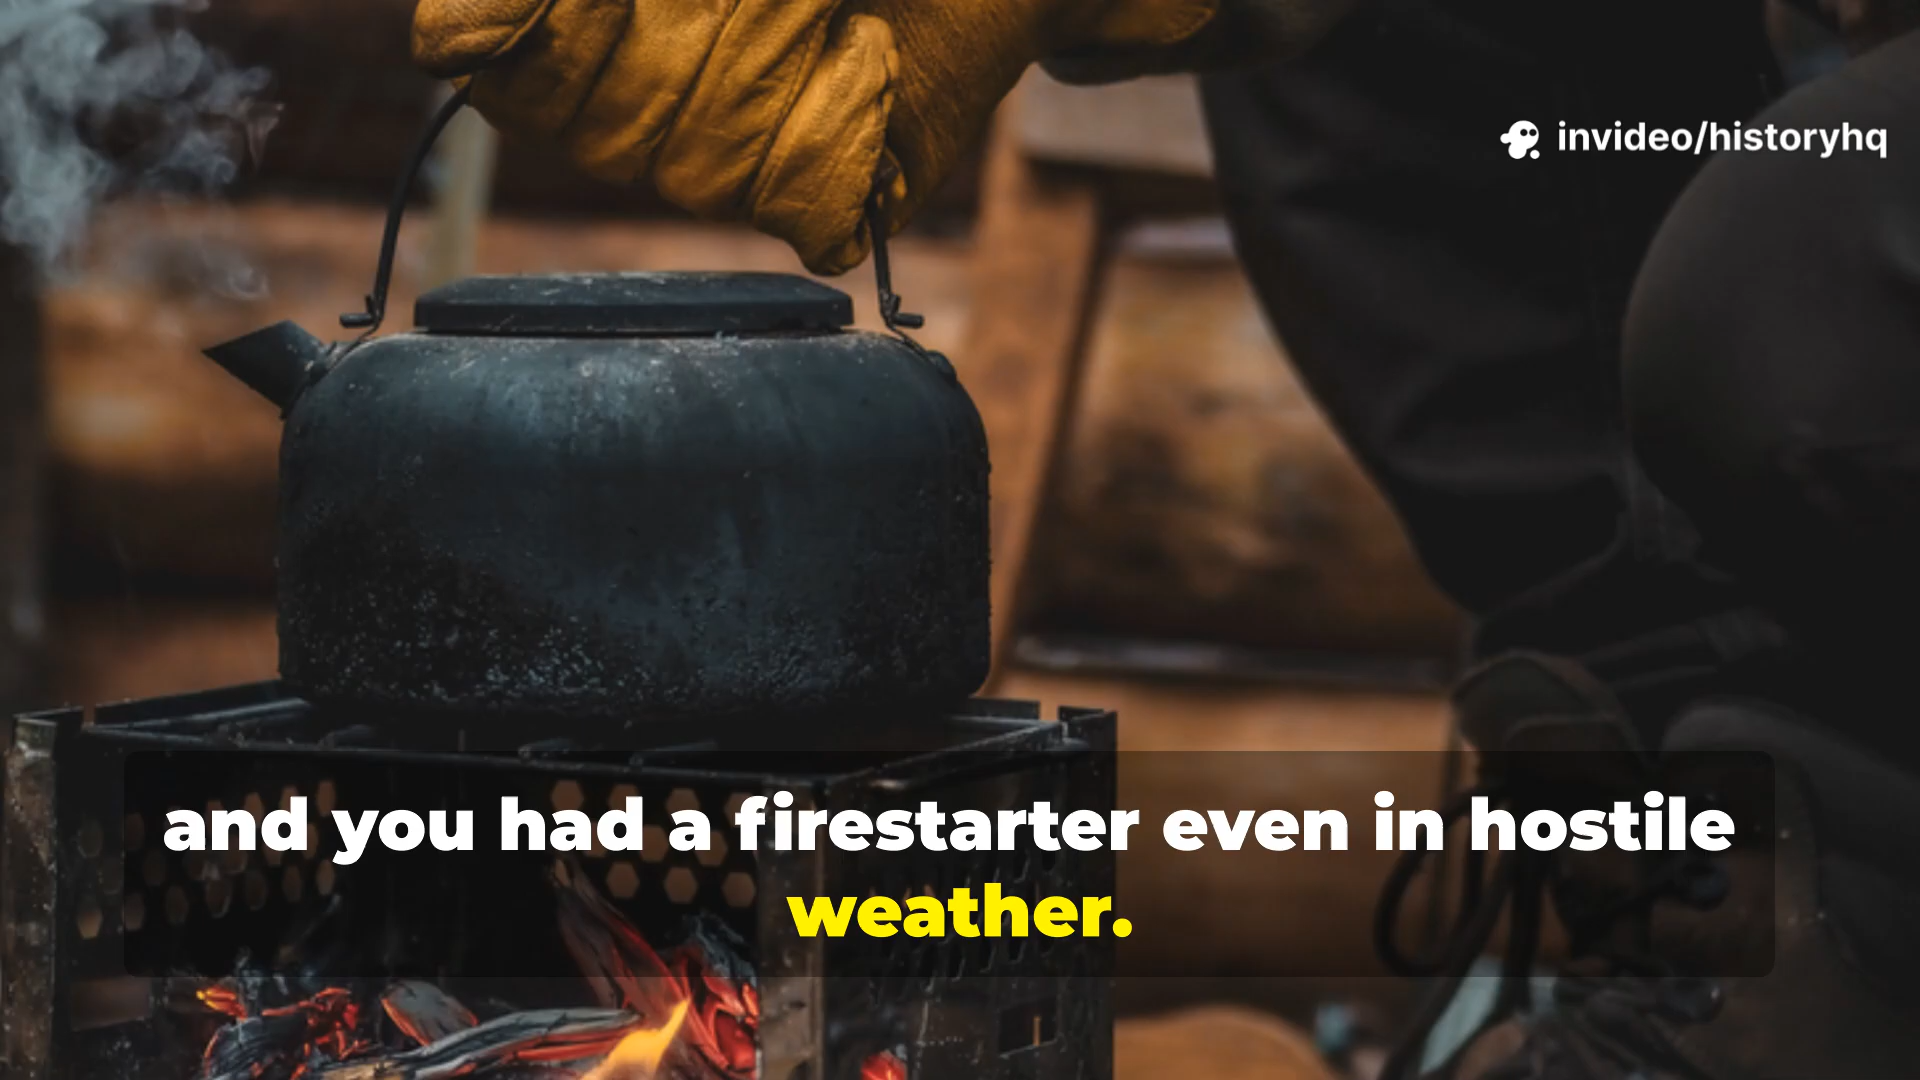 invideo/historyhq
and you had a firestarter even in hostile
weather.